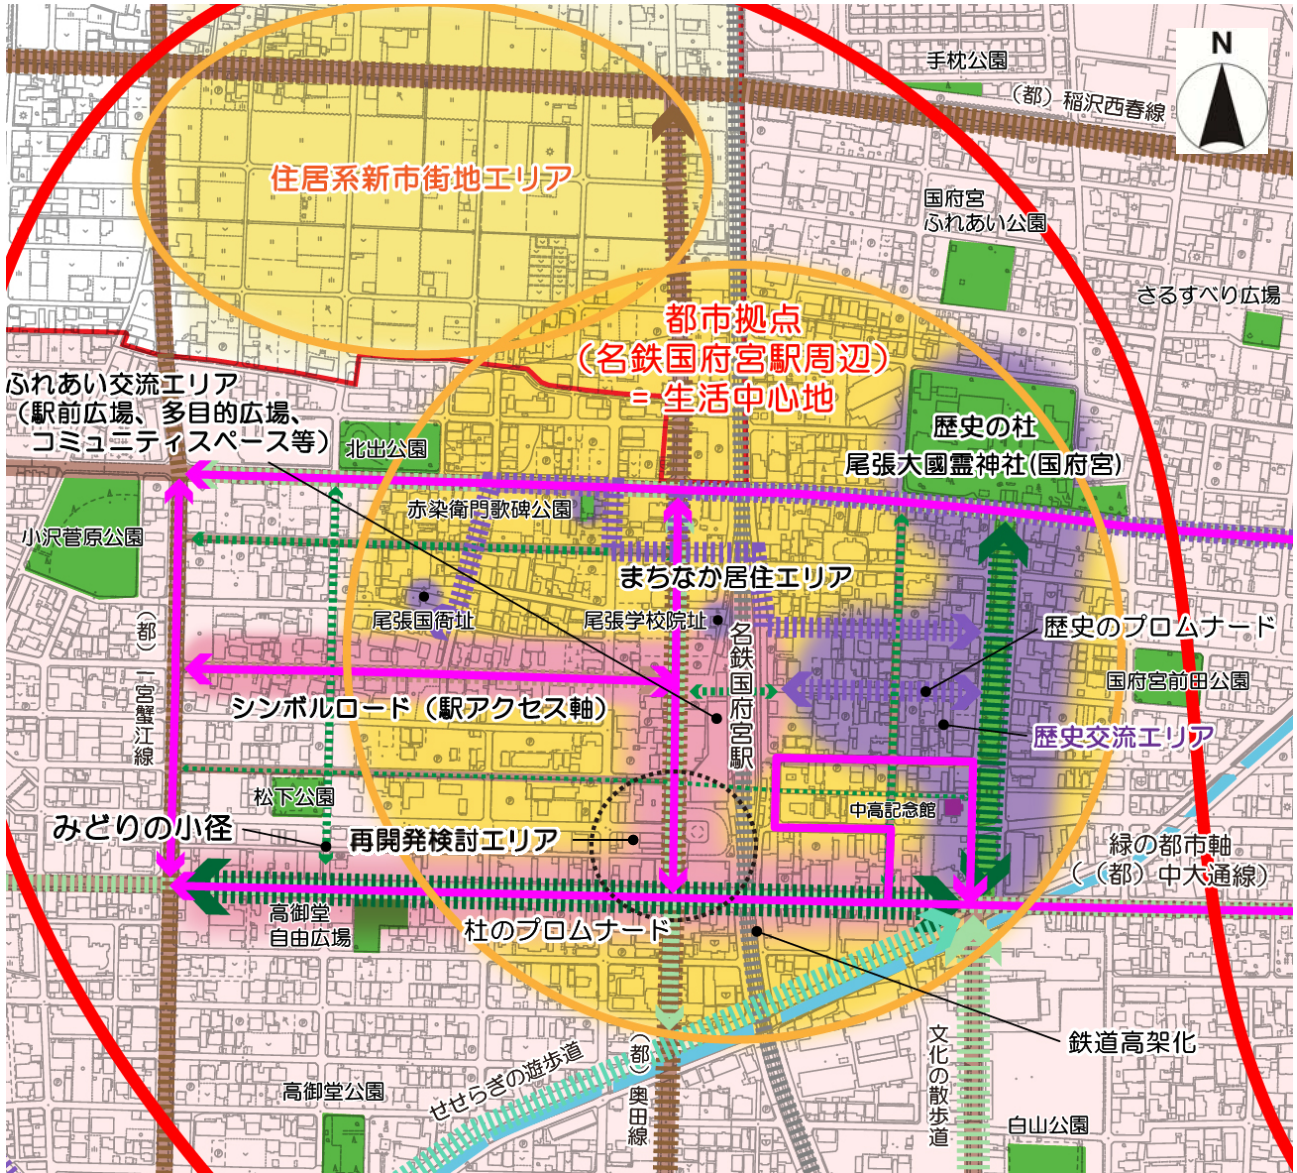 N
手枕公園
(都)稲沢西春線
住居系新市街地エリア
国府宮
ふれあい公園
さるすべり広場
都市拠点
(名鉄国府宮駅周辺)
=生活中心地
ふれあい交流エリア
(駅前広場、多目的広場、
コミュニティスペース等)
北出公園
歴史の杜
尾張大國霊神社(国府宮)
赤染衛門歌碑公園
小沢菅原公園
まちなか居住エリア
尾張国衙址
尾張学校院址
(都)一宮蟹江線
名鉄国府宮駅
歴史のプロムナード
国府宮前田公園
シンボルロード(駅アクセス軸)
歴史交流エリア
松下公園
中高記念館
みどりの小径
再開発検討エリア
緑の都市軸
((都)中大通線)
高御堂
自由広場
杜のプロムナード
鉄道高架化
せせらぎの遊歩道
(都)奥田線
文化の散歩道
高御堂公園
白山公園